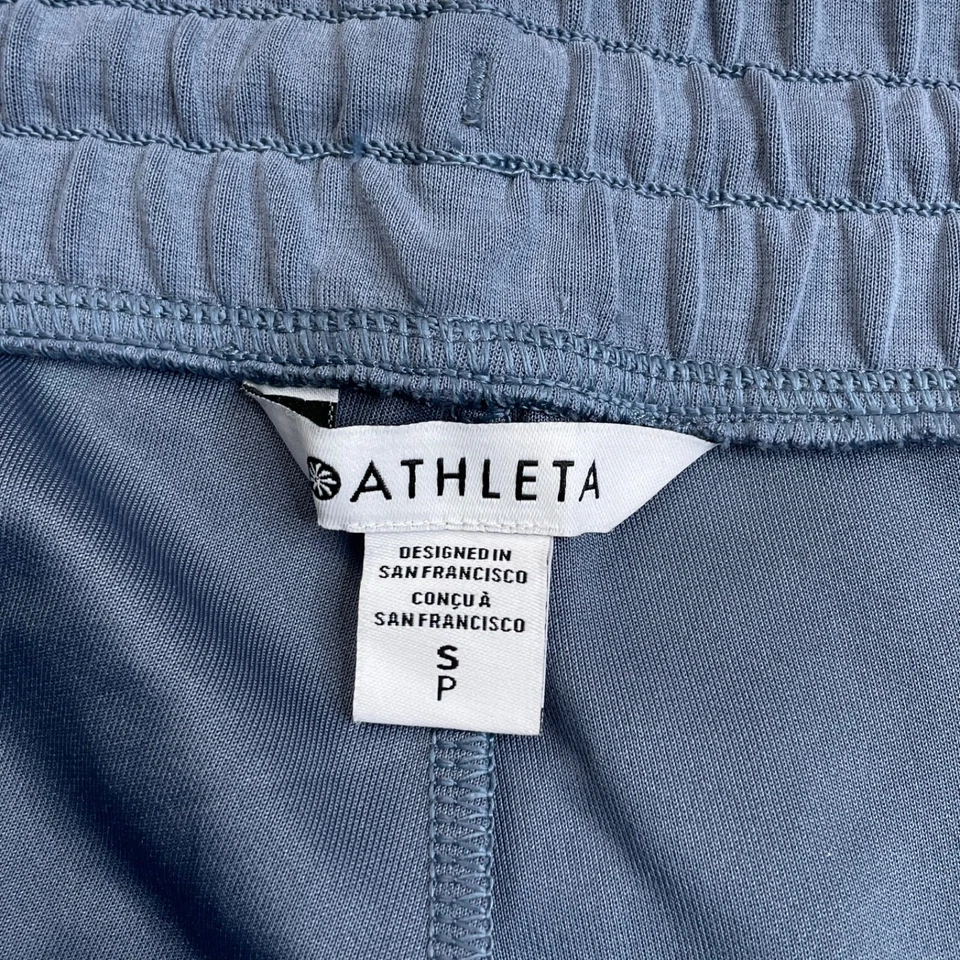 ATHLETA
DESIGNED IN
SAN FRANCISCO
CONÇU À
SAN FRANCISCO
S
P